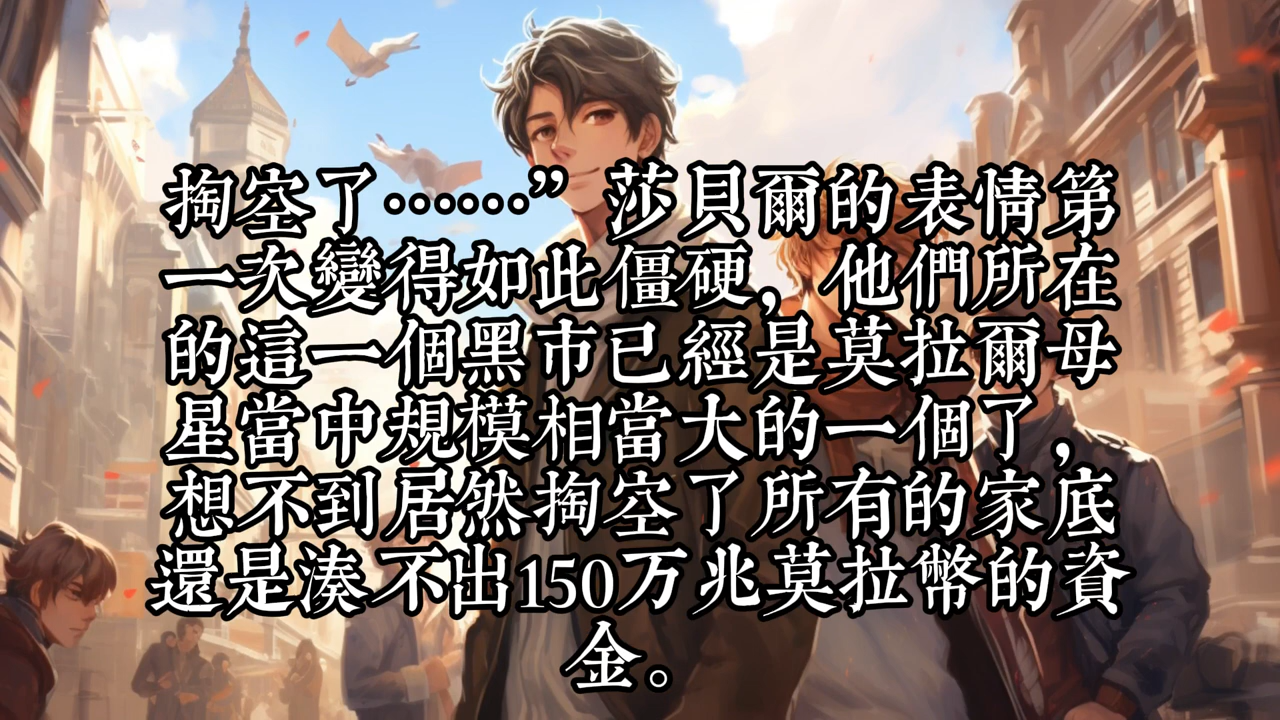 掏空了……” 莎貝爾的表情第
一次變得如此僵硬，他們所在
的這一個黑市已經是莫拉爾母
星當中規模相當大的一個了，
想不到居然掏空了所有的家底
還是湊不出150万兆莫拉幣的資
金。